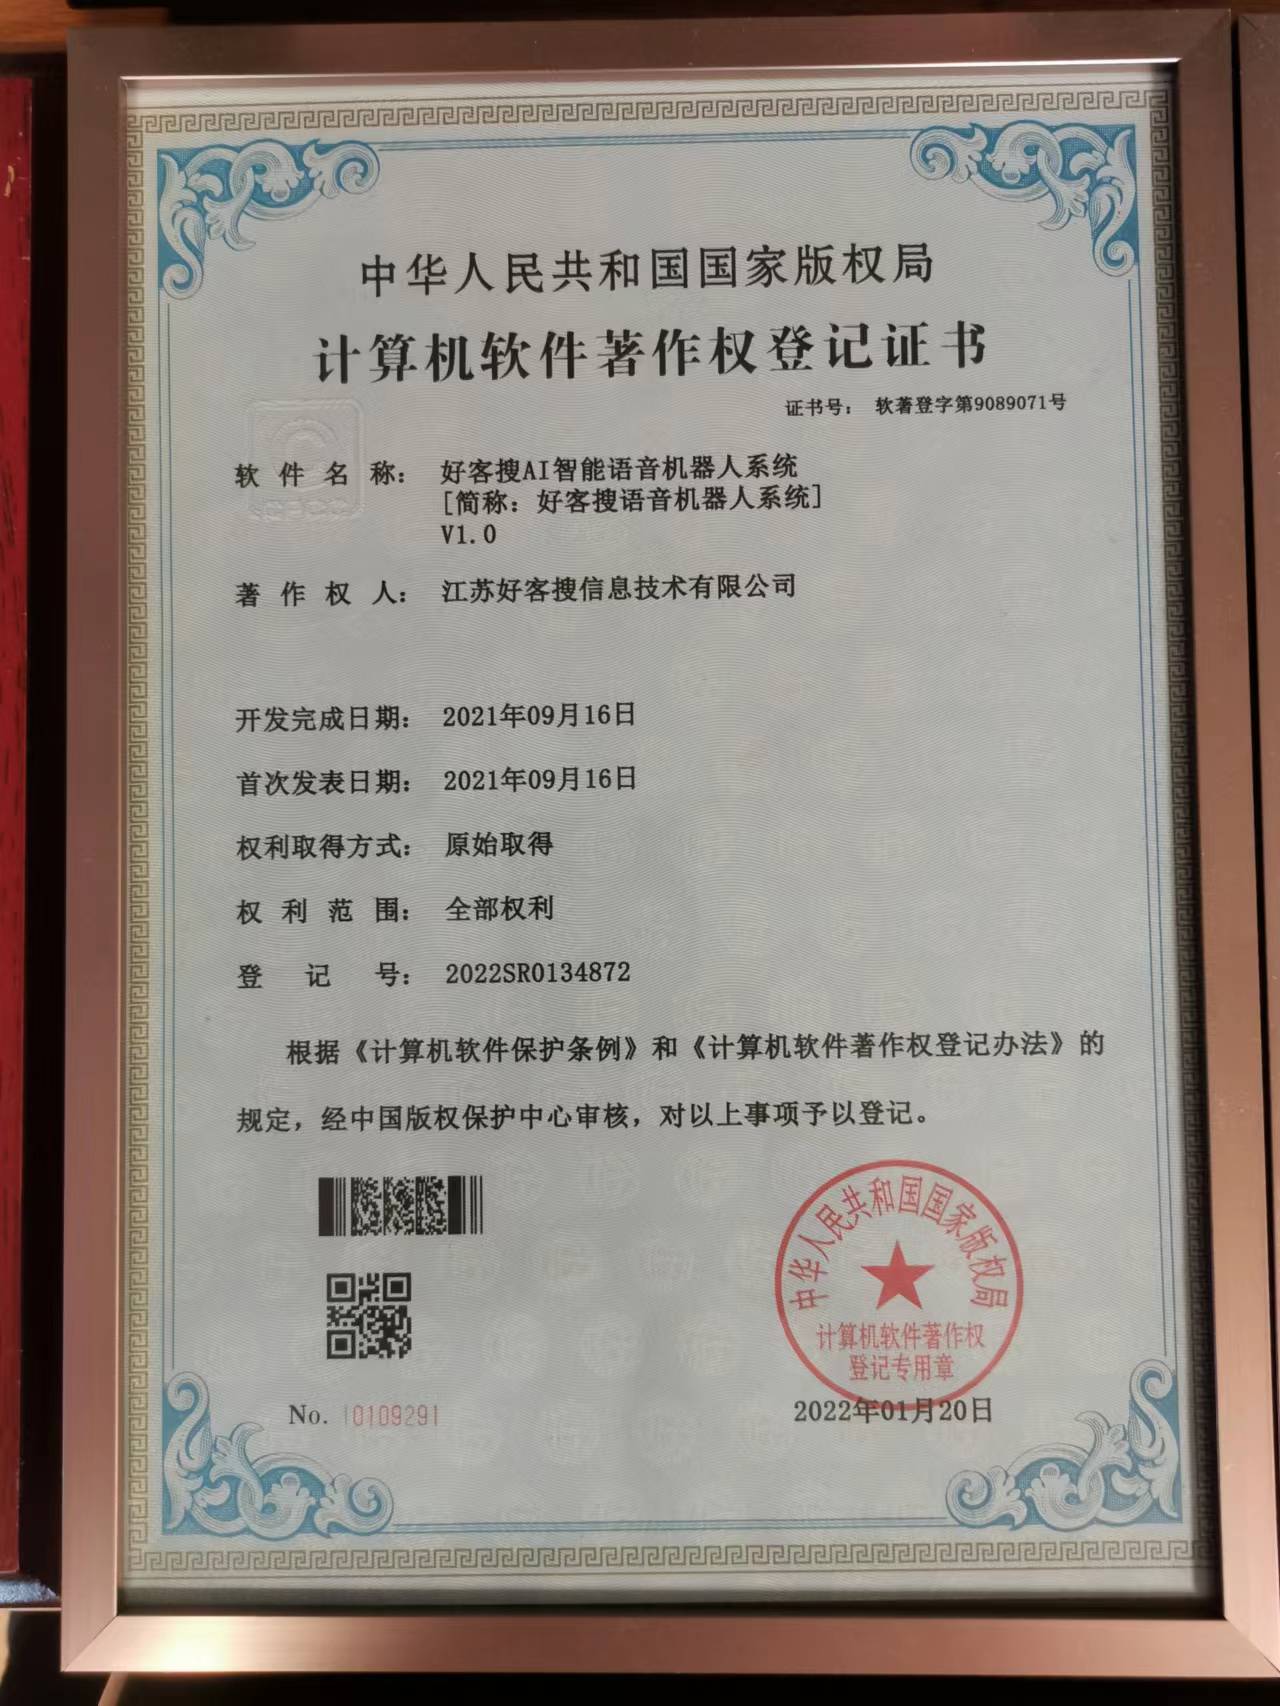 中华人民共和国国家版权局
计算机软件著作权登记证书
证书号： 软著登字第9089071号
软件名称： 好客搜AI智能语音机器人系统
[简称：好客搜语音机器人系统]
V1.0
著作权人： 江苏好客搜信息技术有限公司
开发完成日期： 2021年09月16日
首次发表日期： 2021年09月16日
权利取得方式： 原始取得
权利范围： 全部权利
登记号： 2022SR0134872
根据《计算机软件保护条例》和《计算机软件著作权登记办法》的
规定，经中国版权保护中心审核，对以上事项予以登记。
中华人民共和国国家版权局
计算机软件著作权
登记专用章
No. 10109291
2022年01月20日